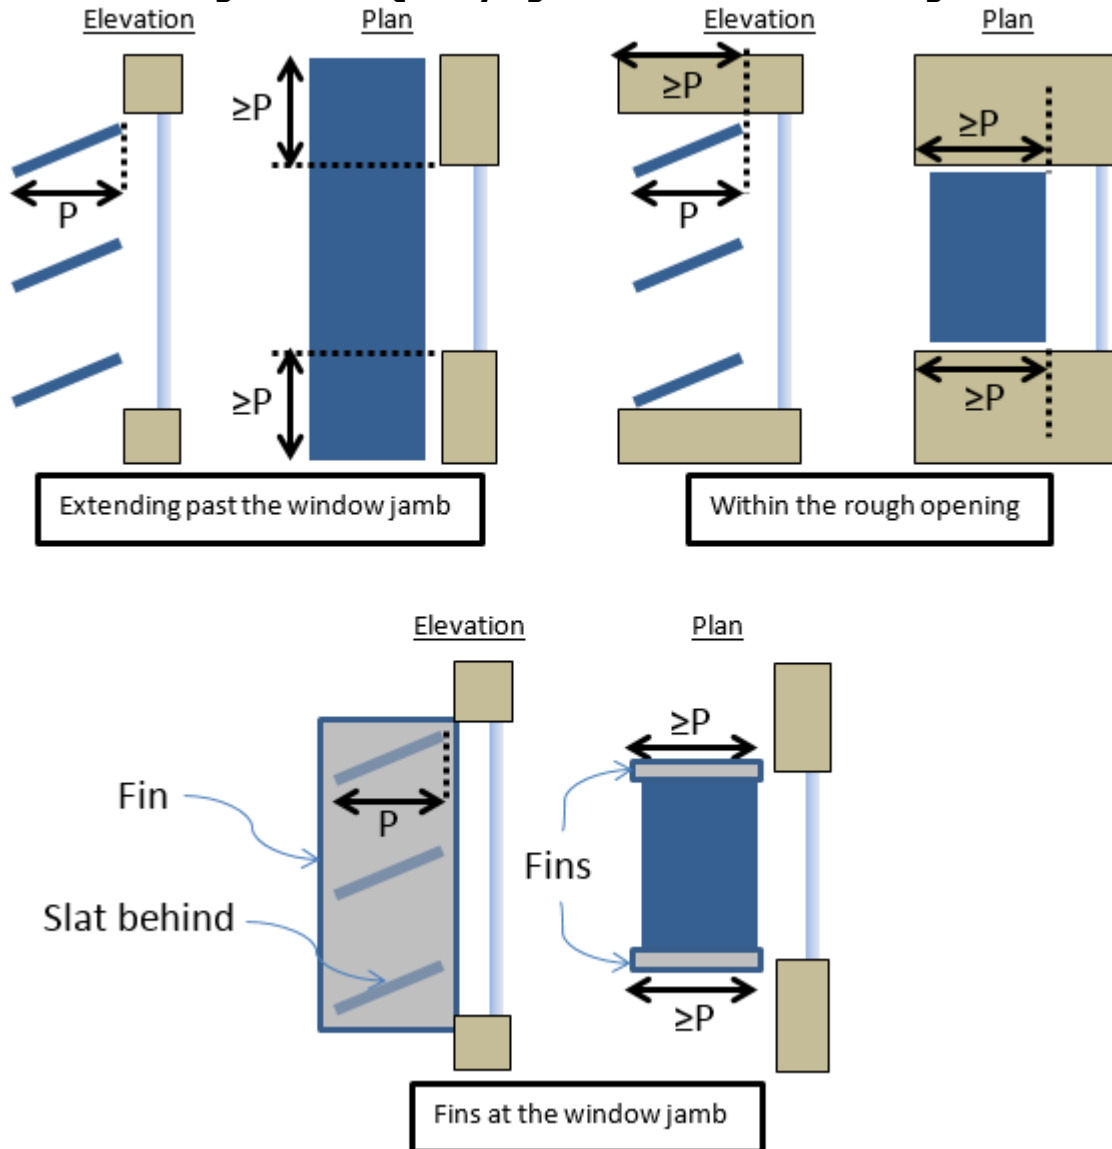 Elevation
Plan
≥P
P
≥P
Extending past the window jamb
Elevation
Plan
≥P
≥P
P
≥P
Within the rough opening
Elevation
Plan
≥P
Fin
P
Fins
Slat behind
≥P
Fins at the window jamb